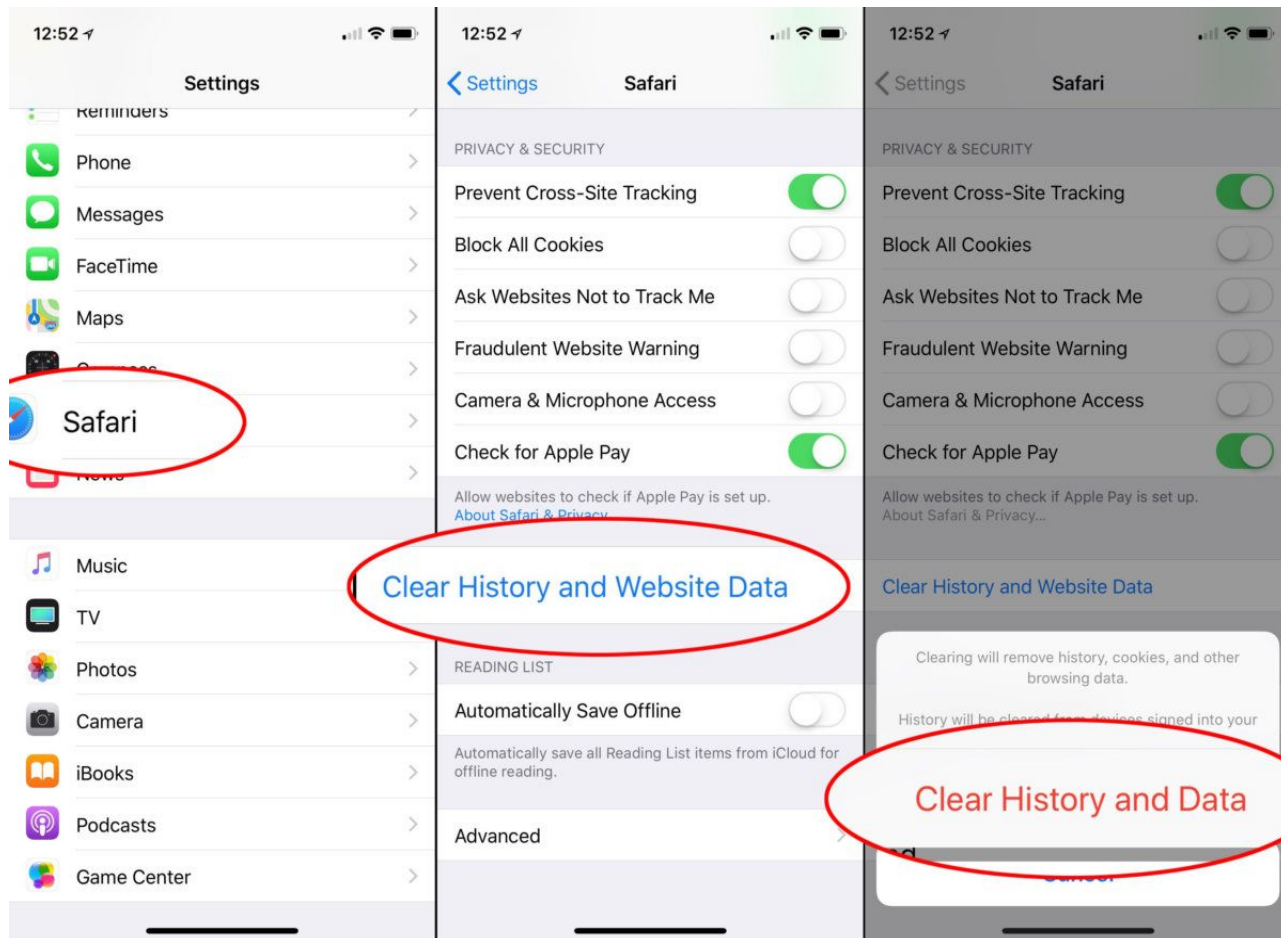 12:52
Settings
Reminders
Phone
Messages
FaceTime
Maps
Safari
News
Music
TV
Photos
Camera
iBooks
Podcasts
Game Center
12:52
Settings
Safari
PRIVACY & SECURITY
Prevent Cross-Site Tracking
Block All Cookies
Ask Websites Not to Track Me
Fraudulent Website Warning
Camera & Microphone Access
Check for Apple Pay
Allow websites to check if Apple Pay is set up.
About Safari & Privacy
Clear History and Website Data
READING LIST
Automatically Save Offline
Automatically save all Reading List items from iCloud for
offline reading.
Advanced
12:52
Settings
Safari
PRIVACY & SECURITY
Prevent Cross-Site Tracking
Block All Cookies
Ask Websites Not to Track Me
Fraudulent Website Warning
Camera & Microphone Access
Check for Apple Pay
Allow websites to check if Apple Pay is set up.
About Safari & Privacy...
Clear History and Website Data
Clearing will remove history, cookies, and other
browsing data.
History will be cleared from devices signed into your
Clear History and Data
Cancel